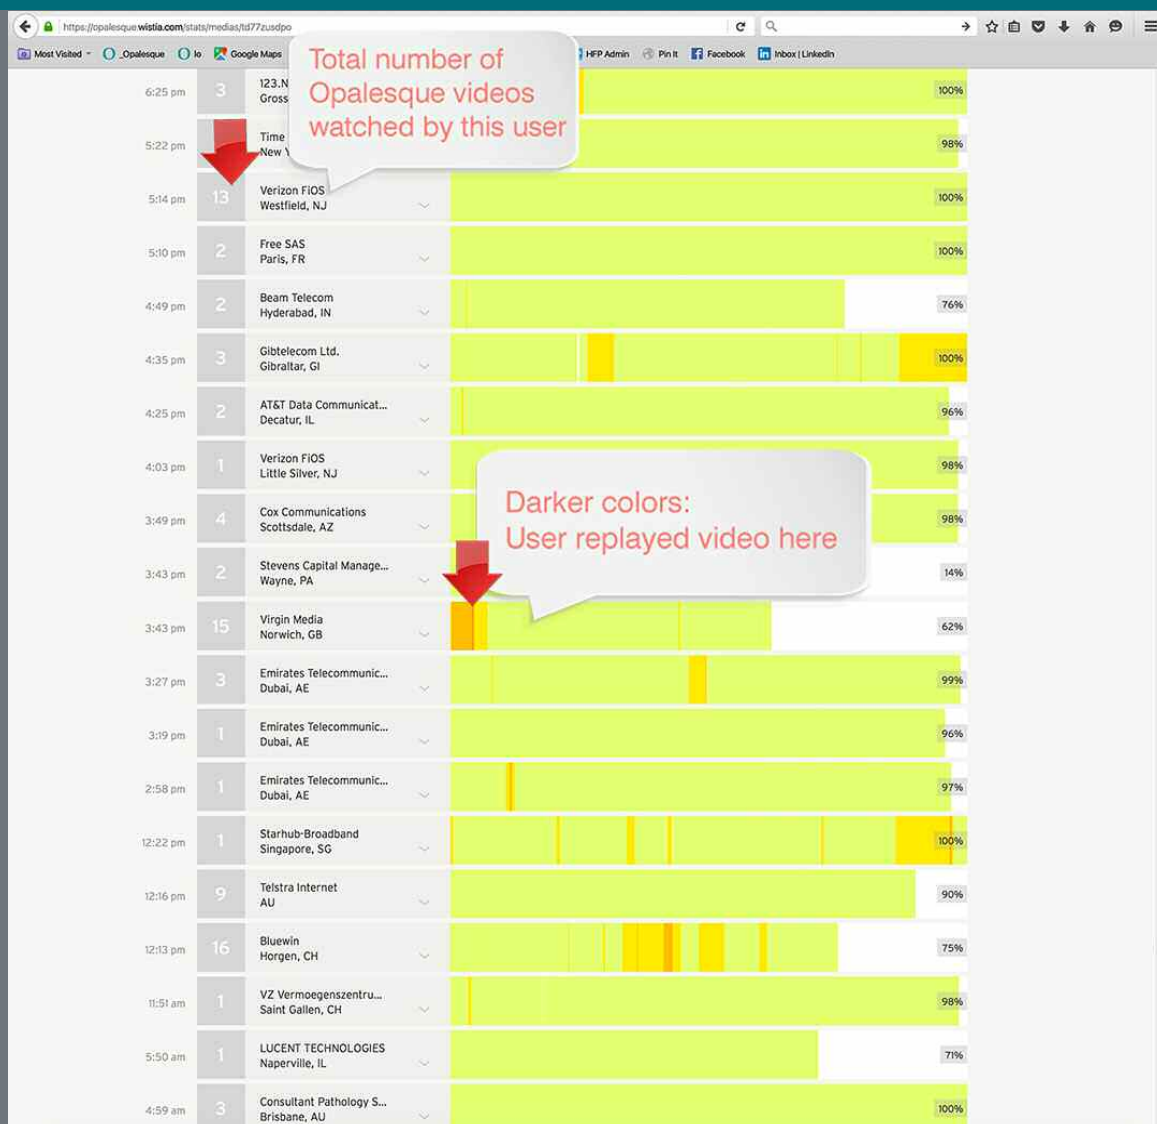 https://opalesque.wistia.com/stats/medias/td77zusdpo
Most Visited _Opalesque Io Google Maps HFP Admin Pin It Facebook Inbox | LinkedIn
Total number of
Opalesque videos
watched by this user
6:25 pm 3 123.N
Gross
100%
5:22 pm Time
New Y
98%
5:14 pm 13 Verizon FiOS
Westfield, NJ
100%
5:10 pm 2 Free SAS
Paris, FR
100%
4:49 pm 2 Beam Telecom
Hyderabad, IN
76%
4:35 pm 3 Gibtelecom Ltd.
Gibraltar, GI
100%
4:25 pm 2 AT&T Data Communicat...
Decatur, IL
96%
4:03 pm 1 Verizon FiOS
Little Silver, NJ
98%
Darker colors:
User replayed video here
3:49 pm 4 Cox Communications
Scottsdale, AZ
98%
3:43 pm 2 Stevens Capital Manage...
Wayne, PA
14%
3:43 pm 15 Virgin Media
Norwich, GB
62%
3:27 pm 3 Emirates Telecommunic...
Dubai, AE
99%
3:19 pm 1 Emirates Telecommunic...
Dubai, AE
96%
2:58 pm 1 Emirates Telecommunic...
Dubai, AE
97%
12:22 pm 1 Starhub-Broadband
Singapore, SG
100%
12:16 pm 9 Telstra Internet
AU
90%
12:13 pm 16 Bluewin
Horgen, CH
75%
11:51 am 1 VZ Vermoegenszentru...
Saint Gallen, CH
98%
5:50 am 1 LUCENT TECHNOLOGIES
Naperville, IL
71%
4:59 am 3 Consultant Pathology S...
Brisbane, AU
100%